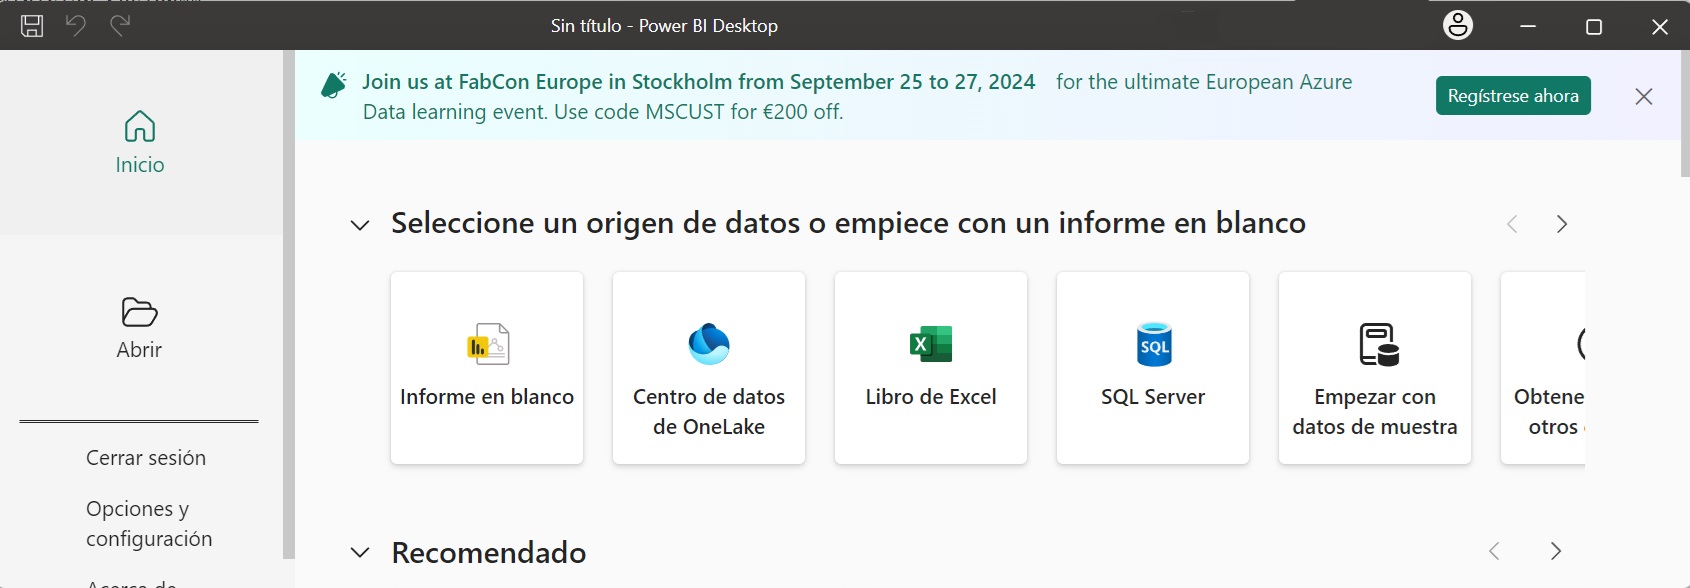 Sin título - Power BI Desktop
Join us at FabCon Europe in Stockholm from September 25 to 27, 2024 for the ultimate European Azure
Data learning event. Use code MSCUST for €200 off.
Regístrese ahora
Inicio
Abrir
Cerrar sesión
Opciones y
configuración
Acerca de
Seleccione un origen de datos o empiece con un informe en blanco
Informe en blanco
Centro de datos
de OneLake
X
Libro de Excel
SQL
SQL Server
Empezar con
datos de muestra
Obtene
otros
Recomendado